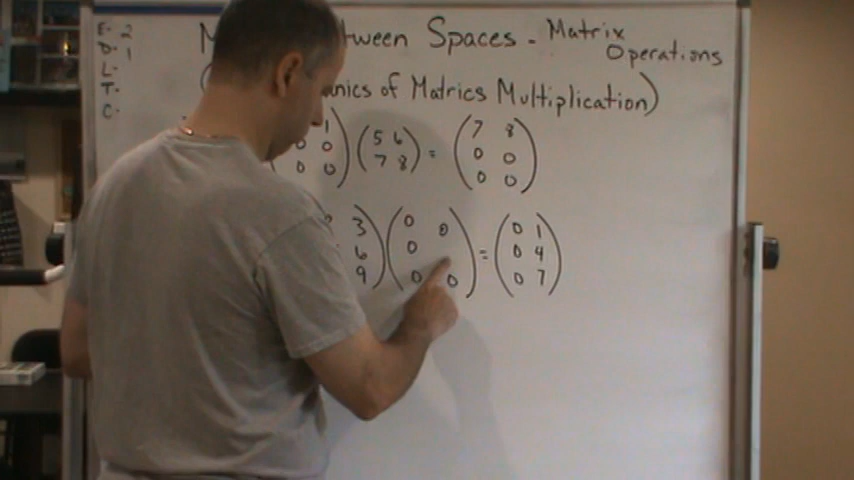 E- 2
D- 1
L-
T-
C-
M tween Spaces - Matrix
Operations
( anics of Matrics Multiplication)
1
0 0
0 0
5 6
7 8
=
7 8
0 0
0 0
3
6
9
0 0
0
0 0
=
0 1
0 4
0 7